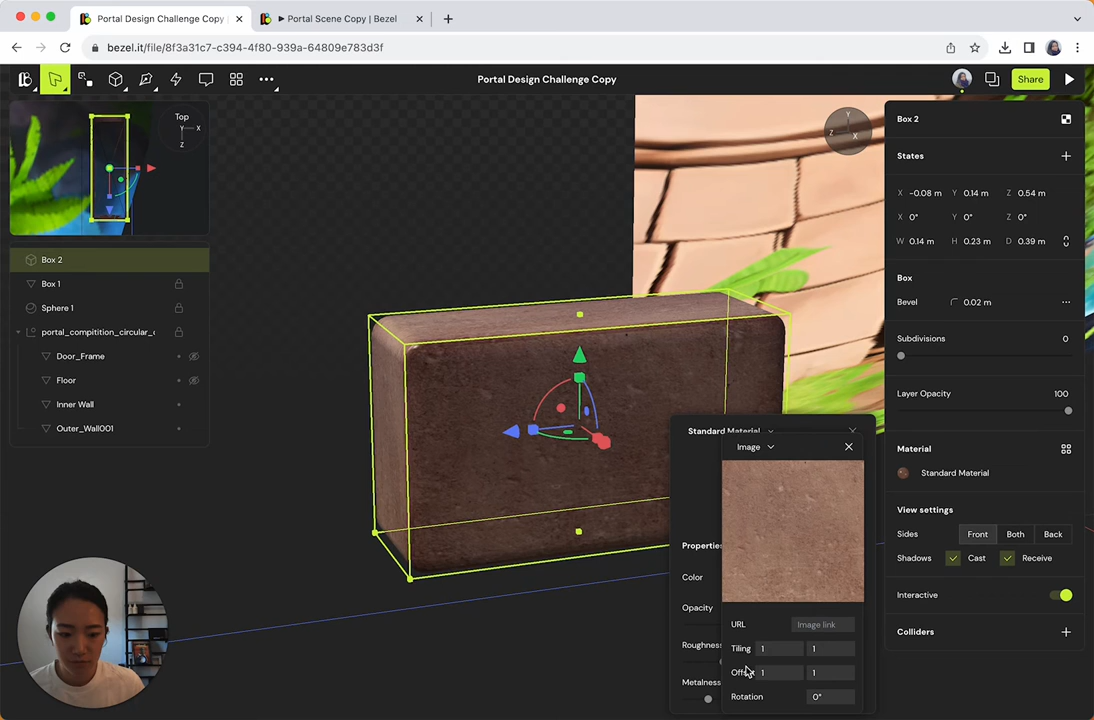 Portal Design Challenge Copy
Portal Scene Copy | Bezel
bezel.it/file/8f3a31c7-c394-4f80-939a-64809e783d3f
Portal Design Challenge Copy
Share
Top
Y X
Z
Box 2
Box 1
Sphere 1
portal_compitition_circular_
Door_Frame
Floor
Inner Wall
Outer_Wall001
Y
Z
X
Standard Material
Image
Properties
Color
Opacity
Roughness
Metalness
URL Image link
Tiling 1 1
Offset 1 1
Rotation 0°
Box 2
States
X -0.08 m Y 0.14 m Z 0.54 m
X 0° Y 0° Z 0°
W 0.14 m H 0.23 m D 0.39 m
Box
Bevel 0.02 m
Subdivisions 0
Layer Opacity 100
Material
Standard Material
View settings
Sides Front Both Back
Shadows Cast Receive
Interactive
Colliders